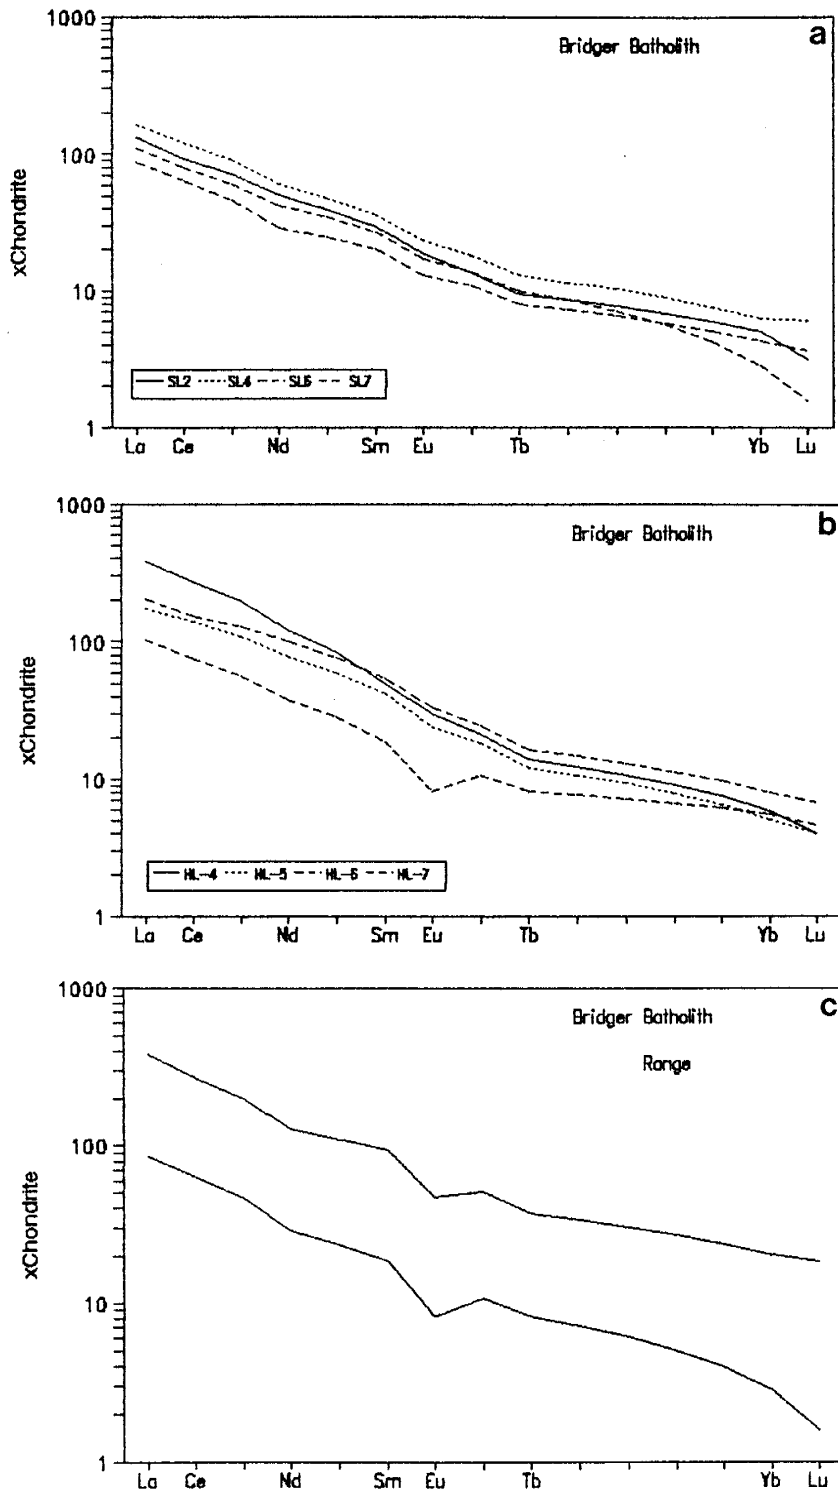 a
Bridger Batholith
1000
100
10
1
xChondrite
SL2 SL4 SL6 SL7
La Ce Nd Sm Eu Tb Yb Lu
b
Bridger Batholith
1000
100
10
1
xChondrite
HL-4 HL-5 HL-6 HL-7
La Ce Nd Sm Eu Tb Yb Lu
c
Bridger Batholith
Range
1000
100
10
1
xChondrite
La Ce Nd Sm Eu Tb Yb Lu